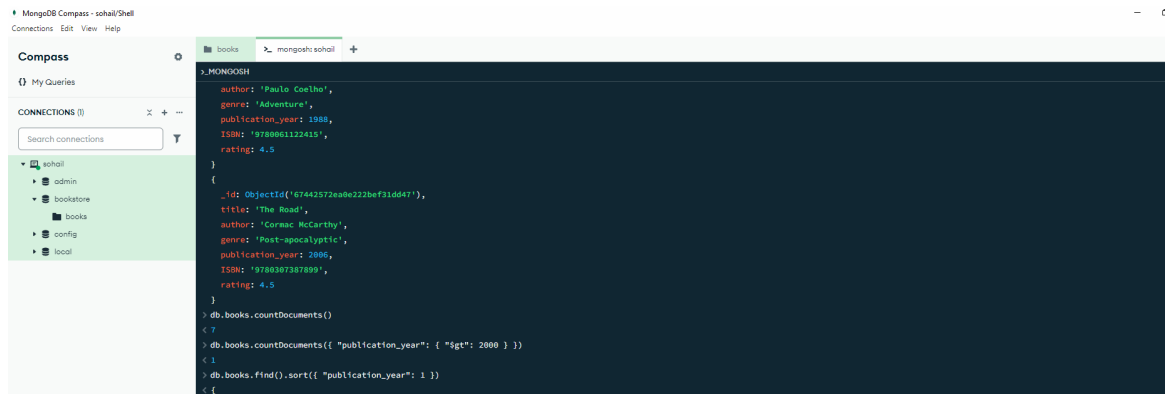 MongoDB Compass - sohail/Shell
Connections Edit View Help
Compass
{} My Queries
CONNECTIONS (1)
Search connections
sohail
admin
bookstore
books
config
local
books
>_ mongosh: sohail
>_MONGOSH
author: 'Paulo Coelho',
genre: 'Adventure',
publication_year: 1988,
ISBN: '9780061122415',
rating: 4.5
}
{
_id: ObjectId('67442572ea0e222bef31dd47'),
title: 'The Road',
author: 'Cormac McCarthy',
genre: 'Post-apocalyptic',
publication_year: 2006,
ISBN: '9780307387899',
rating: 4.5
}
> db.books.countDocuments()
< 7
> db.books.countDocuments({ "publication_year": { "$gt": 2000 } })
< 1
> db.books.find().sort({ "publication_year": 1 })
< {